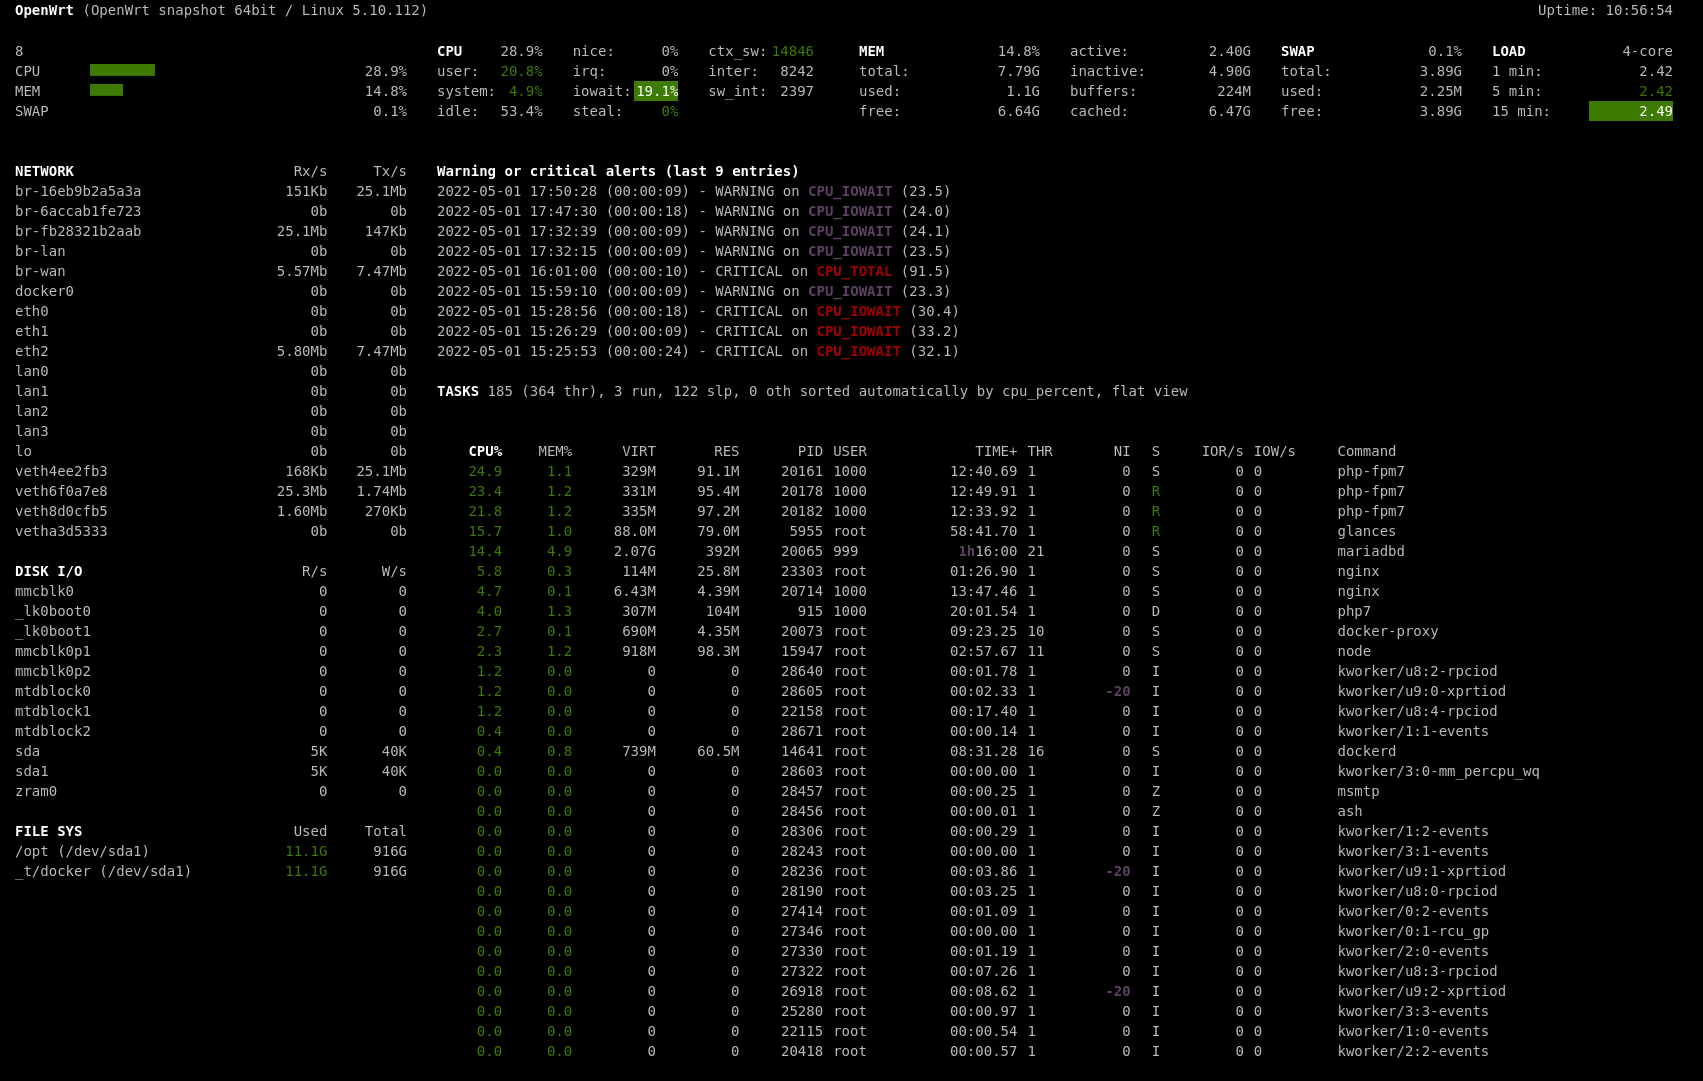 OpenWrt (OpenWrt snapshot 64bit / Linux 5.10.112) Uptime: 10:56:54
8 CPU 28.9% nice: 0% ctx_sw: 14846 MEM 14.8% active: 2.40G SWAP 0.1% LOAD 4-core
CPU 28.9% user: 20.8% irq: 0% inter: 8242 total: 7.79G inactive: 4.90G total: 3.89G 1 min: 2.42
MEM 14.8% system: 4.9% iowait: 19.1% sw_int: 2397 used: 1.1G buffers: 224M used: 2.25M 5 min: 2.42
SWAP 0.1% idle: 53.4% steal: 0% free: 6.64G cached: 6.47G free: 3.89G 15 min: 2.49
NETWORK Rx/s Tx/s
br-16eb9b2a5a3a 151Kb 25.1Mb
br-6accab1fe723 0b 0b
br-fb28321b2aab 25.1Mb 147Kb
br-lan 0b 0b
br-wan 5.57Mb 7.47Mb
docker0 0b 0b
eth0 0b 0b
eth1 0b 0b
eth2 5.80Mb 7.47Mb
lan0 0b 0b
lan1 0b 0b
lan2 0b 0b
lan3 0b 0b
lo 0b 0b
veth4ee2fb3 168Kb 25.1Mb
veth6f0a7e8 25.3Mb 1.74Mb
veth8d0cfb5 1.60Mb 270Kb
vetha3d5333 0b 0b
DISK I/O R/s W/s
mmcblk0 0 0
_lk0boot0 0 0
_lk0boot1 0 0
mmcblk0p1 0 0
mmcblk0p2 0 0
mtdblock0 0 0
mtdblock1 0 0
mtdblock2 0 0
sda 5K 40K
sda1 5K 40K
zram0 0 0
FILE SYS Used Total
/opt (/dev/sda1) 11.1G 916G
_t/docker (/dev/sda1) 11.1G 916G
Warning or critical alerts (last 9 entries)
2022-05-01 17:50:28 (00:00:09) - WARNING on CPU_IOWAIT (23.5)
2022-05-01 17:47:30 (00:00:18) - WARNING on CPU_IOWAIT (24.0)
2022-05-01 17:32:39 (00:00:09) - WARNING on CPU_IOWAIT (24.1)
2022-05-01 17:32:15 (00:00:09) - WARNING on CPU_IOWAIT (23.5)
2022-05-01 16:01:00 (00:00:10) - CRITICAL on CPU_TOTAL (91.5)
2022-05-01 15:59:10 (00:00:09) - WARNING on CPU_IOWAIT (23.3)
2022-05-01 15:28:56 (00:00:18) - CRITICAL on CPU_IOWAIT (30.4)
2022-05-01 15:26:29 (00:00:09) - CRITICAL on CPU_IOWAIT (33.2)
2022-05-01 15:25:53 (00:00:24) - CRITICAL on CPU_IOWAIT (32.1)
TASKS 185 (364 thr), 3 run, 122 slp, 0 oth sorted automatically by cpu_percent, flat view
CPU% MEM% VIRT RES PID USER TIME+ THR NI S IOR/s IOW/s Command
24.9 1.1 329M 91.1M 20161 1000 12:40.69 1 0 S 0 0 php-fpm7
23.4 1.2 331M 95.4M 20178 1000 12:49.91 1 0 R 0 0 php-fpm7
21.8 1.2 335M 97.2M 20182 1000 12:33.92 1 0 R 0 0 php-fpm7
15.7 1.0 88.0M 79.0M 5955 root 58:41.70 1 0 R 0 0 glances
14.4 4.9 2.07G 392M 20065 999 1h16:00 21 0 S 0 0 mariadbd
5.8 0.3 114M 25.8M 23303 root 01:26.90 1 0 S 0 0 nginx
4.7 0.1 6.43M 4.39M 20714 1000 13:47.46 1 0 S 0 0 nginx
4.0 1.3 307M 104M 915 1000 20:01.54 1 0 D 0 0 php7
2.7 0.1 690M 4.35M 20073 root 09:23.25 10 0 S 0 0 docker-proxy
2.3 1.2 918M 98.3M 15947 root 02:57.67 11 0 S 0 0 node
1.2 0.0 0 0 28640 root 00:01.78 1 0 I 0 0 kworker/u8:2-rpciod
1.2 0.0 0 0 28605 root 00:02.33 1 -20 I 0 0 kworker/u9:0-xprtiod
1.2 0.0 0 0 22158 root 00:17.40 1 0 I 0 0 kworker/u8:4-rpciod
0.4 0.0 0 0 28671 root 00:00.14 1 0 I 0 0 kworker/1:1-events
0.4 0.8 739M 60.5M 14641 root 08:31.28 16 0 S 0 0 dockerd
0.0 0.0 0 0 28603 root 00:00.00 1 0 I 0 0 kworker/3:0-mm_percpu_wq
0.0 0.0 0 0 28457 root 00:00.25 1 0 Z 0 0 msmtp
0.0 0.0 0 0 28456 root 00:00.01 1 0 Z 0 0 ash
0.0 0.0 0 0 28306 root 00:00.29 1 0 I 0 0 kworker/1:2-events
0.0 0.0 0 0 28243 root 00:00.00 1 0 I 0 0 kworker/3:1-events
0.0 0.0 0 0 28236 root 00:03.86 1 -20 I 0 0 kworker/u9:1-xprtiod
0.0 0.0 0 0 28190 root 00:03.25 1 0 I 0 0 kworker/u8:0-rpciod
0.0 0.0 0 0 27414 root 00:01.09 1 0 I 0 0 kworker/0:2-events
0.0 0.0 0 0 27346 root 00:00.00 1 0 I 0 0 kworker/0:1-rcu_gp
0.0 0.0 0 0 27330 root 00:01.19 1 0 I 0 0 kworker/2:0-events
0.0 0.0 0 0 27322 root 00:07.26 1 0 I 0 0 kworker/u8:3-rpciod
0.0 0.0 0 0 26918 root 00:08.62 1 -20 I 0 0 kworker/u9:2-xprtiod
0.0 0.0 0 0 25280 root 00:00.97 1 0 I 0 0 kworker/3:3-events
0.0 0.0 0 0 22115 root 00:00.54 1 0 I 0 0 kworker/1:0-events
0.0 0.0 0 0 20418 root 00:00.57 1 0 I 0 0 kworker/2:2-events